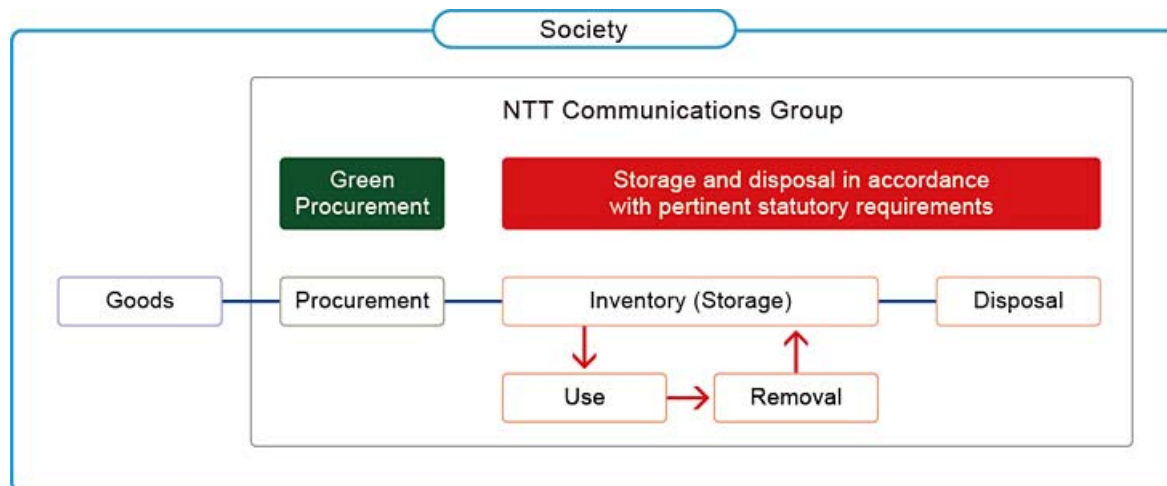 Society
NTT Communications Group
Green
Procurement
Storage and disposal in accordance
with pertinent statutory requirements
Goods
Procurement
Inventory (Storage)
Disposal
Use
Removal